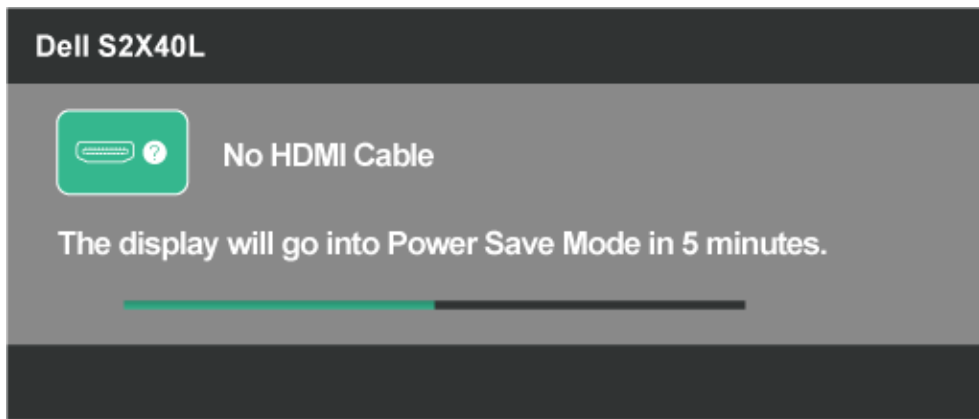 Dell S2X40L
?
No HDMI Cable
The display will go into Power Save Mode in 5 minutes.